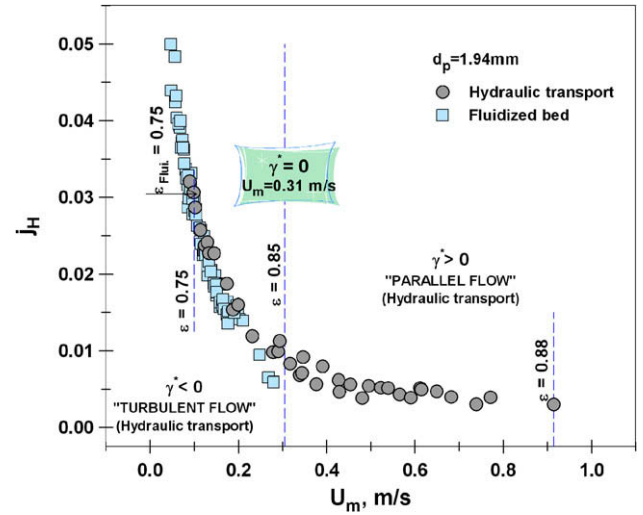 0.05
0.04
0.03
0.02
0.01
0.00
j_H
0.0
0.2
0.4
0.6
0.8
1.0
U_m, m/s
d_p=1.94mm
Hydraulic transport
Fluidized bed
ε_Flui. = 0.75
γ*= 0
U_m=0.31 m/s
ε = 0.75
ε = 0.85
γ*> 0
"PARALLEL FLOW"
(Hydraulic transport)
ε = 0.88
γ*< 0
"TURBULENT FLOW"
(Hydraulic transport)